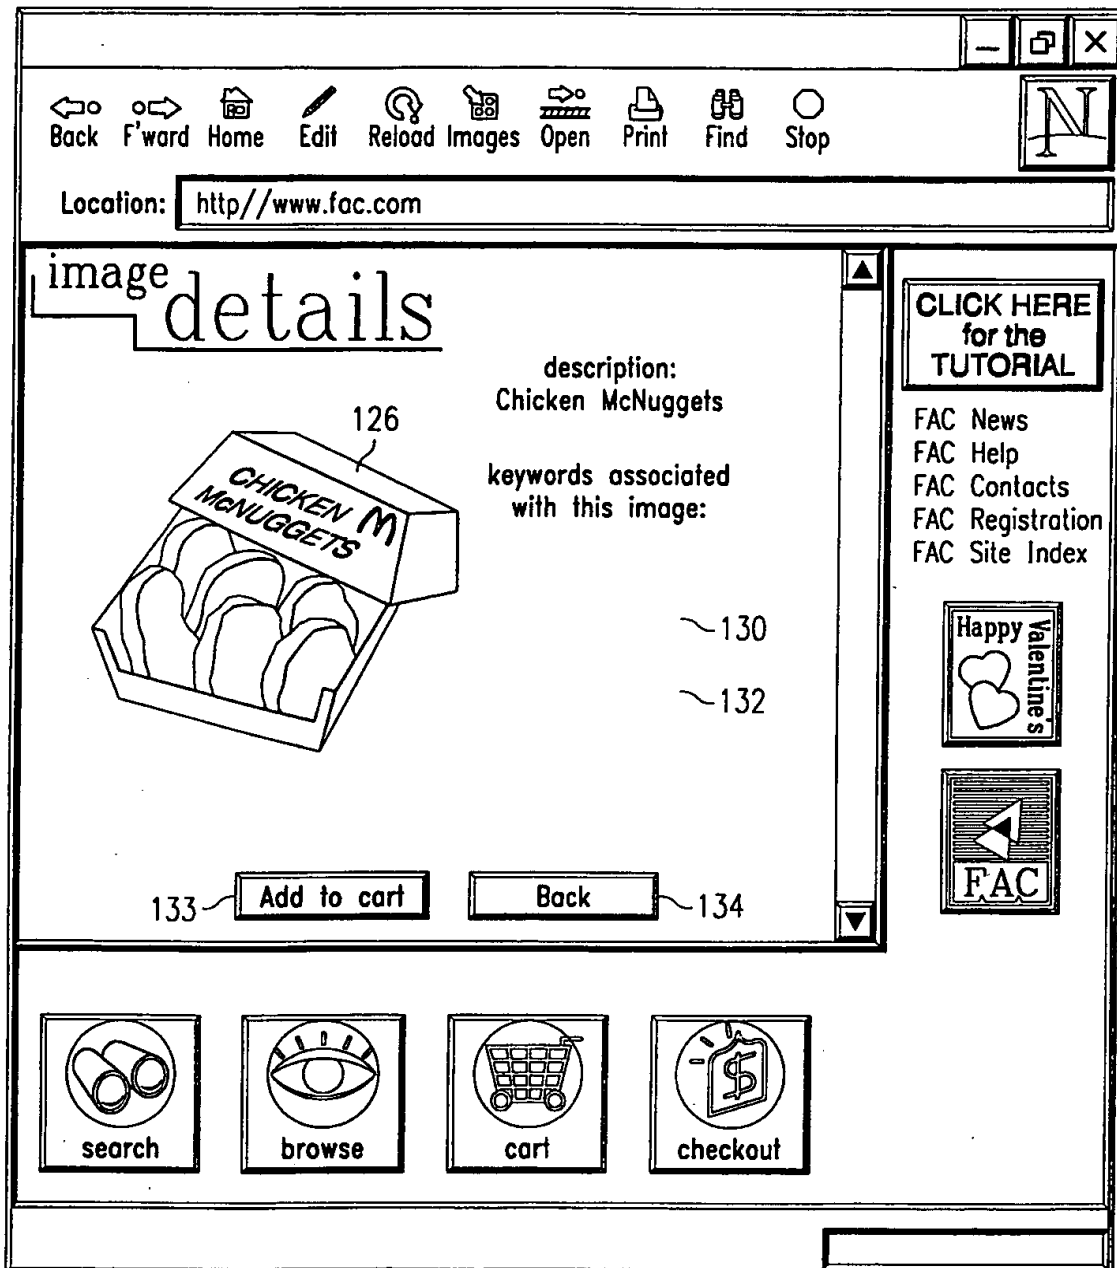 Back F'ward Home Edit Reload Images Open Print Find Stop
N
Location: http//www.fac.com
image
details
description:
Chicken McNuggets
126
CHICKEN
McNUGGETS
keywords associated
with this image:
130
132
133 Add to cart Back 134
CLICK HERE
for the
TUTORIAL
FAC News
FAC Help
FAC Contacts
FAC Registration
FAC Site Index
Happy
Valentine's
FAC
search browse cart checkout